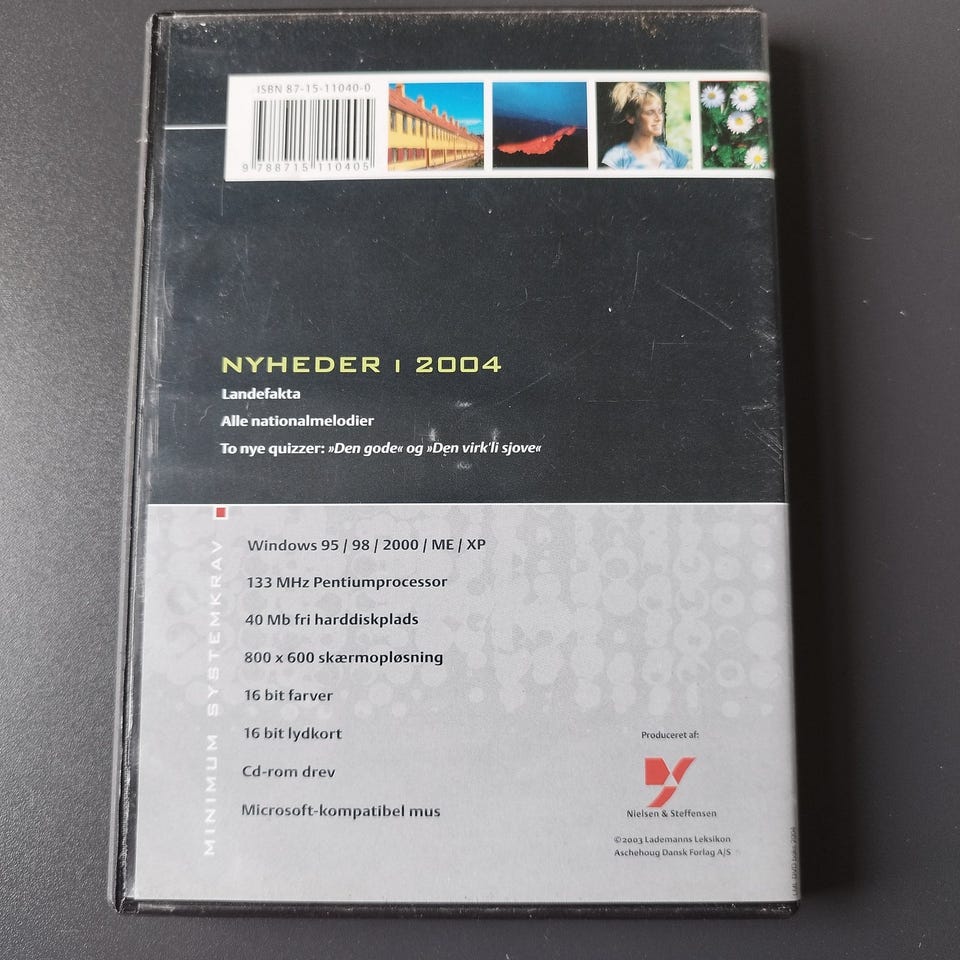 ISBN 87-15-11040-0
9 788715 110405
NYHEDER I 2004
Landefakta
Alle nationalmelodier
To nye quizzer: »Den gode« og »Den virk'li sjove«
MINIMUM SYSTEMKRAV
Windows 95 / 98 / 2000 / ME / XP
133 MHz Pentiumprocessor
40 Mb fri harddiskplads
800 x 600 skærmopløsning
16 bit farver
16 bit lydkort
Cd-rom drev
Microsoft-kompatibel mus
Produceret af:
Nielsen & Steffensen
©2003 Lademanns Leksikon
Aschehoug Dansk Forlag A/S